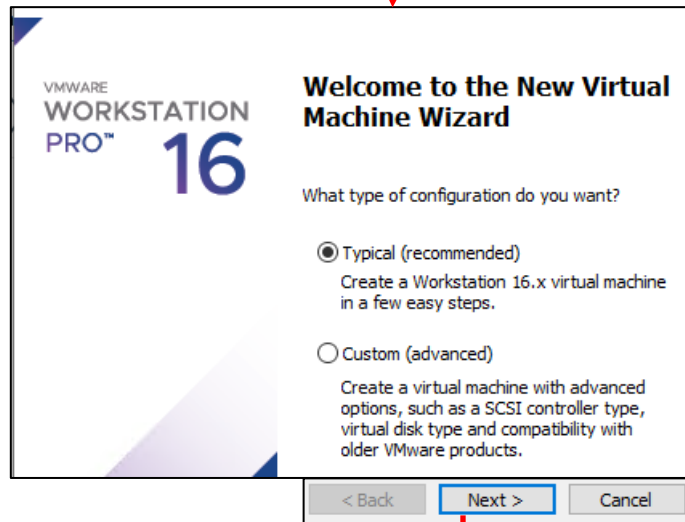 VMWARE
WORKSTATION
PRO™ 16
Welcome to the New Virtual
Machine Wizard
What type of configuration do you want?
Typical (recommended)
Create a Workstation 16.x virtual machine
in a few easy steps.
Custom (advanced)
Create a virtual machine with advanced
options, such as a SCSI controller type,
virtual disk type and compatibility with
older VMware products.
< Back Next > Cancel